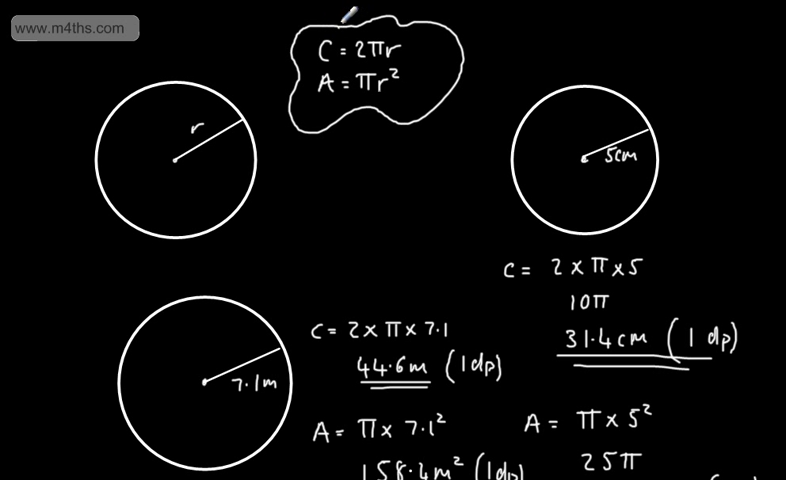 www.m4ths.com
C = 2πr
A = πr²
r
5cm
C = 2 × π × 5
10π
31.4cm (1 dp)
7.1m
C = 2 × π × 7.1
44.6m (1dp)
A = π × 7.1²
158.4m² (1dp)
A = π × 5²
25π